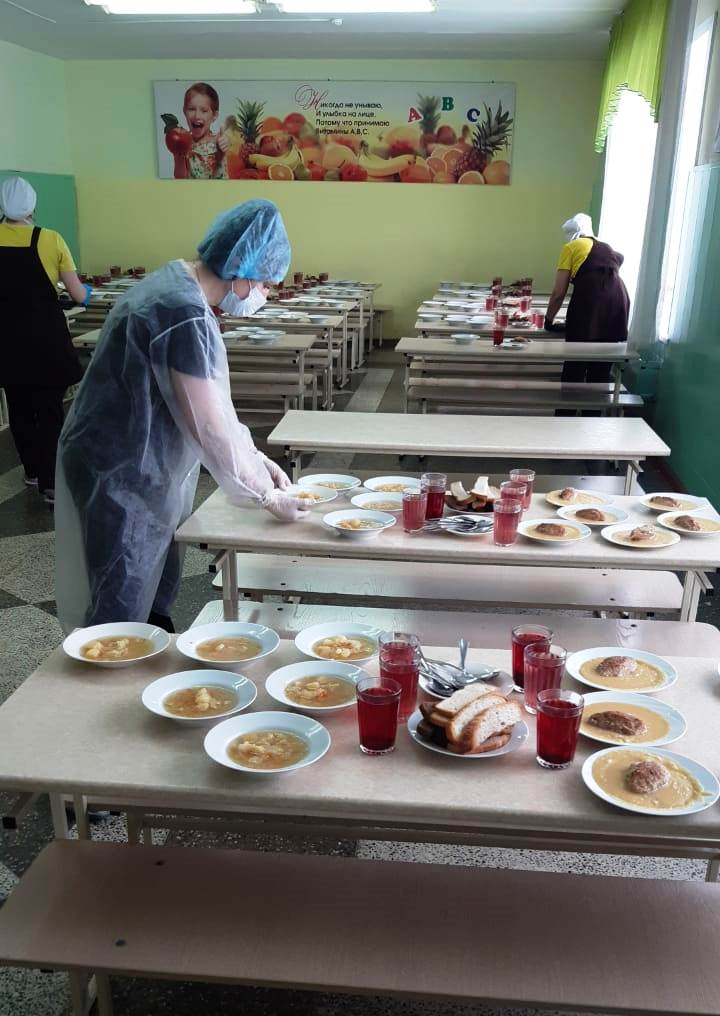 Никогда не унываю,
И улыбка на лице.
Потому что принимаю
Витамины А,В,С.
А В С